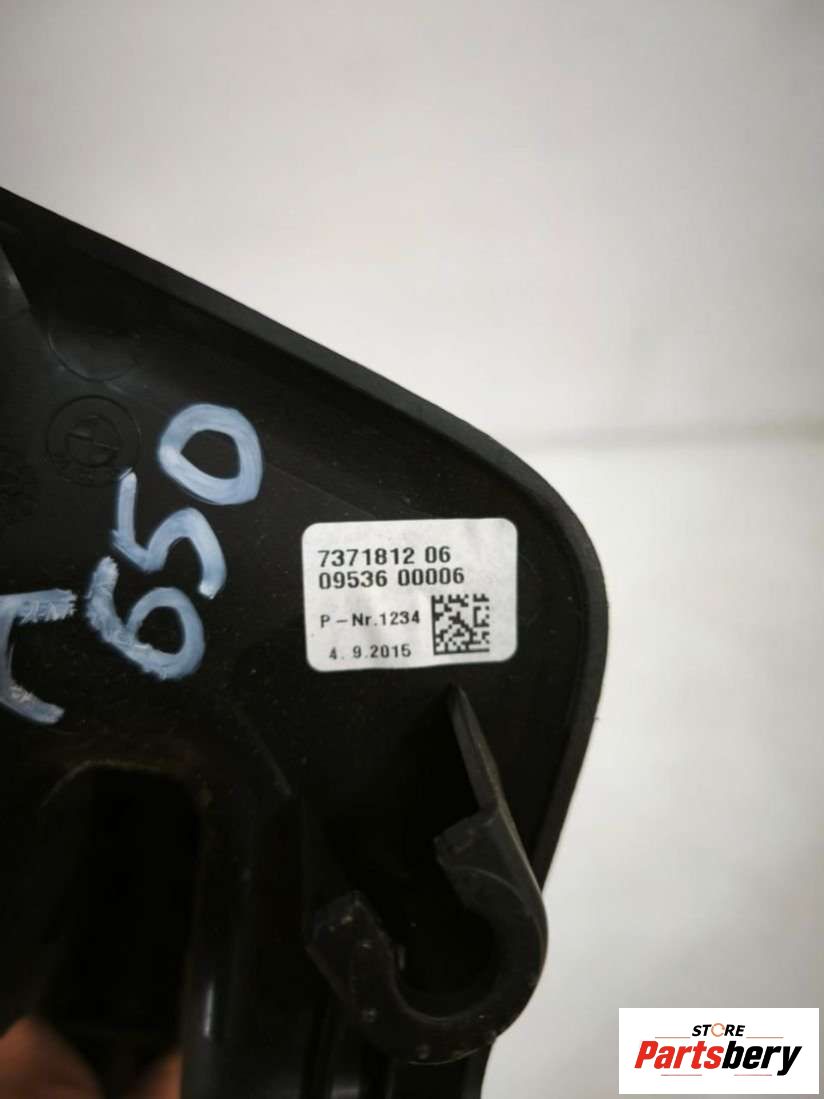 650
7371812 06
09536 00006
P-Nr.1234
4. 9.2015
STORE
Partsbery